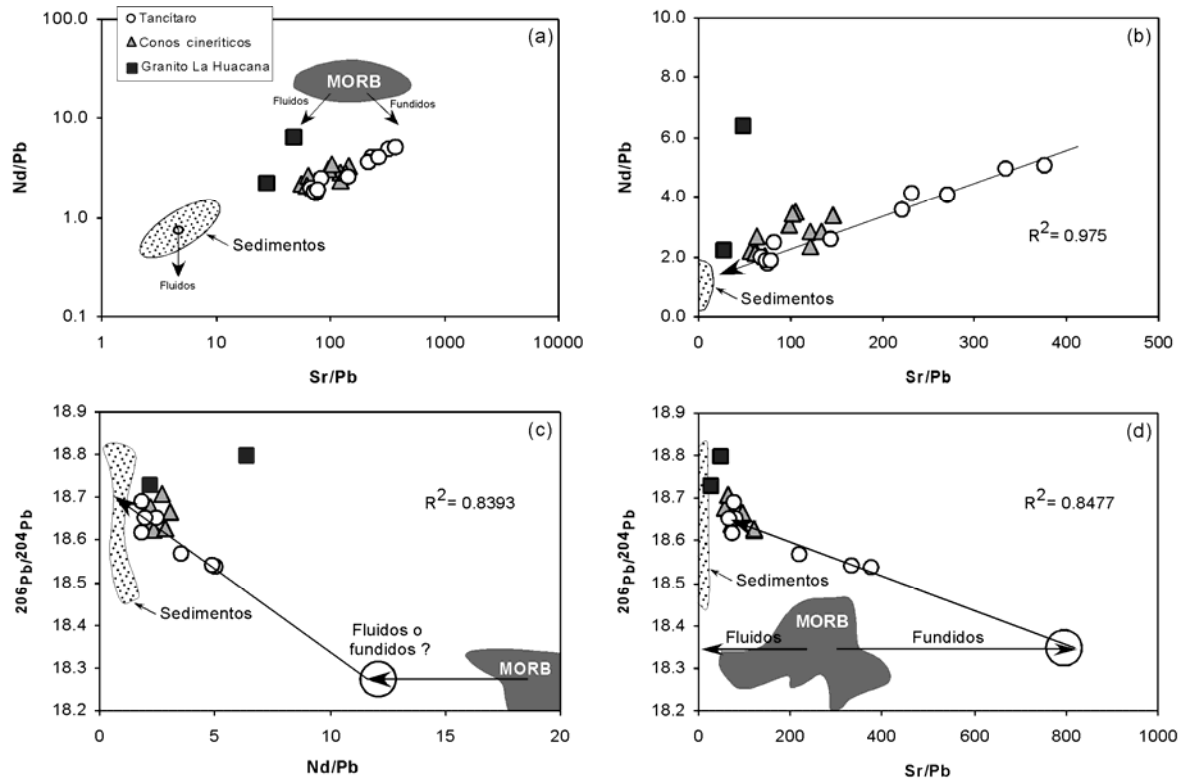 Tancitaro
Conos cineríticos
Granito La Huacana
(a)
100.0
10.0
1.0
0.1
Nd/Pb
MORB
Fluidos
Fundidos
Sedimentos
Fluidos
1
10
100
1000
10000
Sr/Pb
(b)
10.0
8.0
6.0
4.0
2.0
0.0
Nd/Pb
R²= 0.975
Sedimentos
0
100
200
300
400
500
Sr/Pb
(c)
18.9
18.8
18.7
18.6
18.5
18.4
18.3
18.2
²⁰⁶Pb/²⁰⁴Pb
R²= 0.8393
Sedimentos
Fluidos o
fundidos ?
MORB
0
5
10
15
20
Nd/Pb
(d)
18.9
18.8
18.7
18.6
18.5
18.4
18.3
18.2
²⁰⁶Pb/²⁰⁴Pb
R²= 0.8477
Sedimentos
MORB
Fluidos
Fundidos
0
200
400
600
800
1000
Sr/Pb